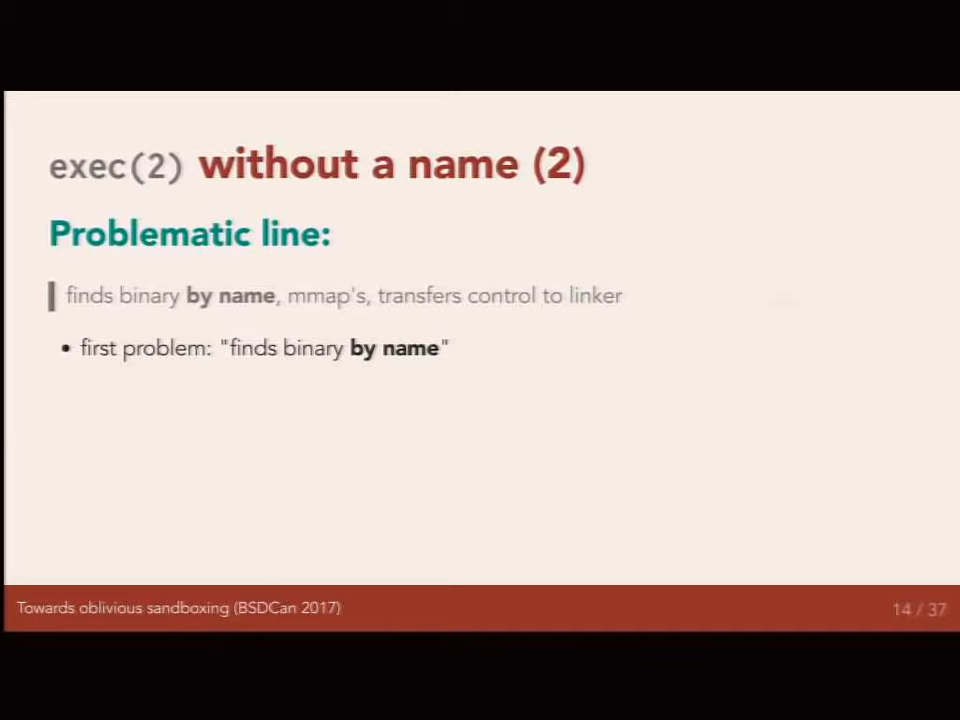 exec(2) without a name (2)
Problematic line:
finds binary by name, mmap's, transfers control to linker
• first problem: "finds binary by name"
Towards oblivious sandboxing (BSDCan 2017)
14 / 37